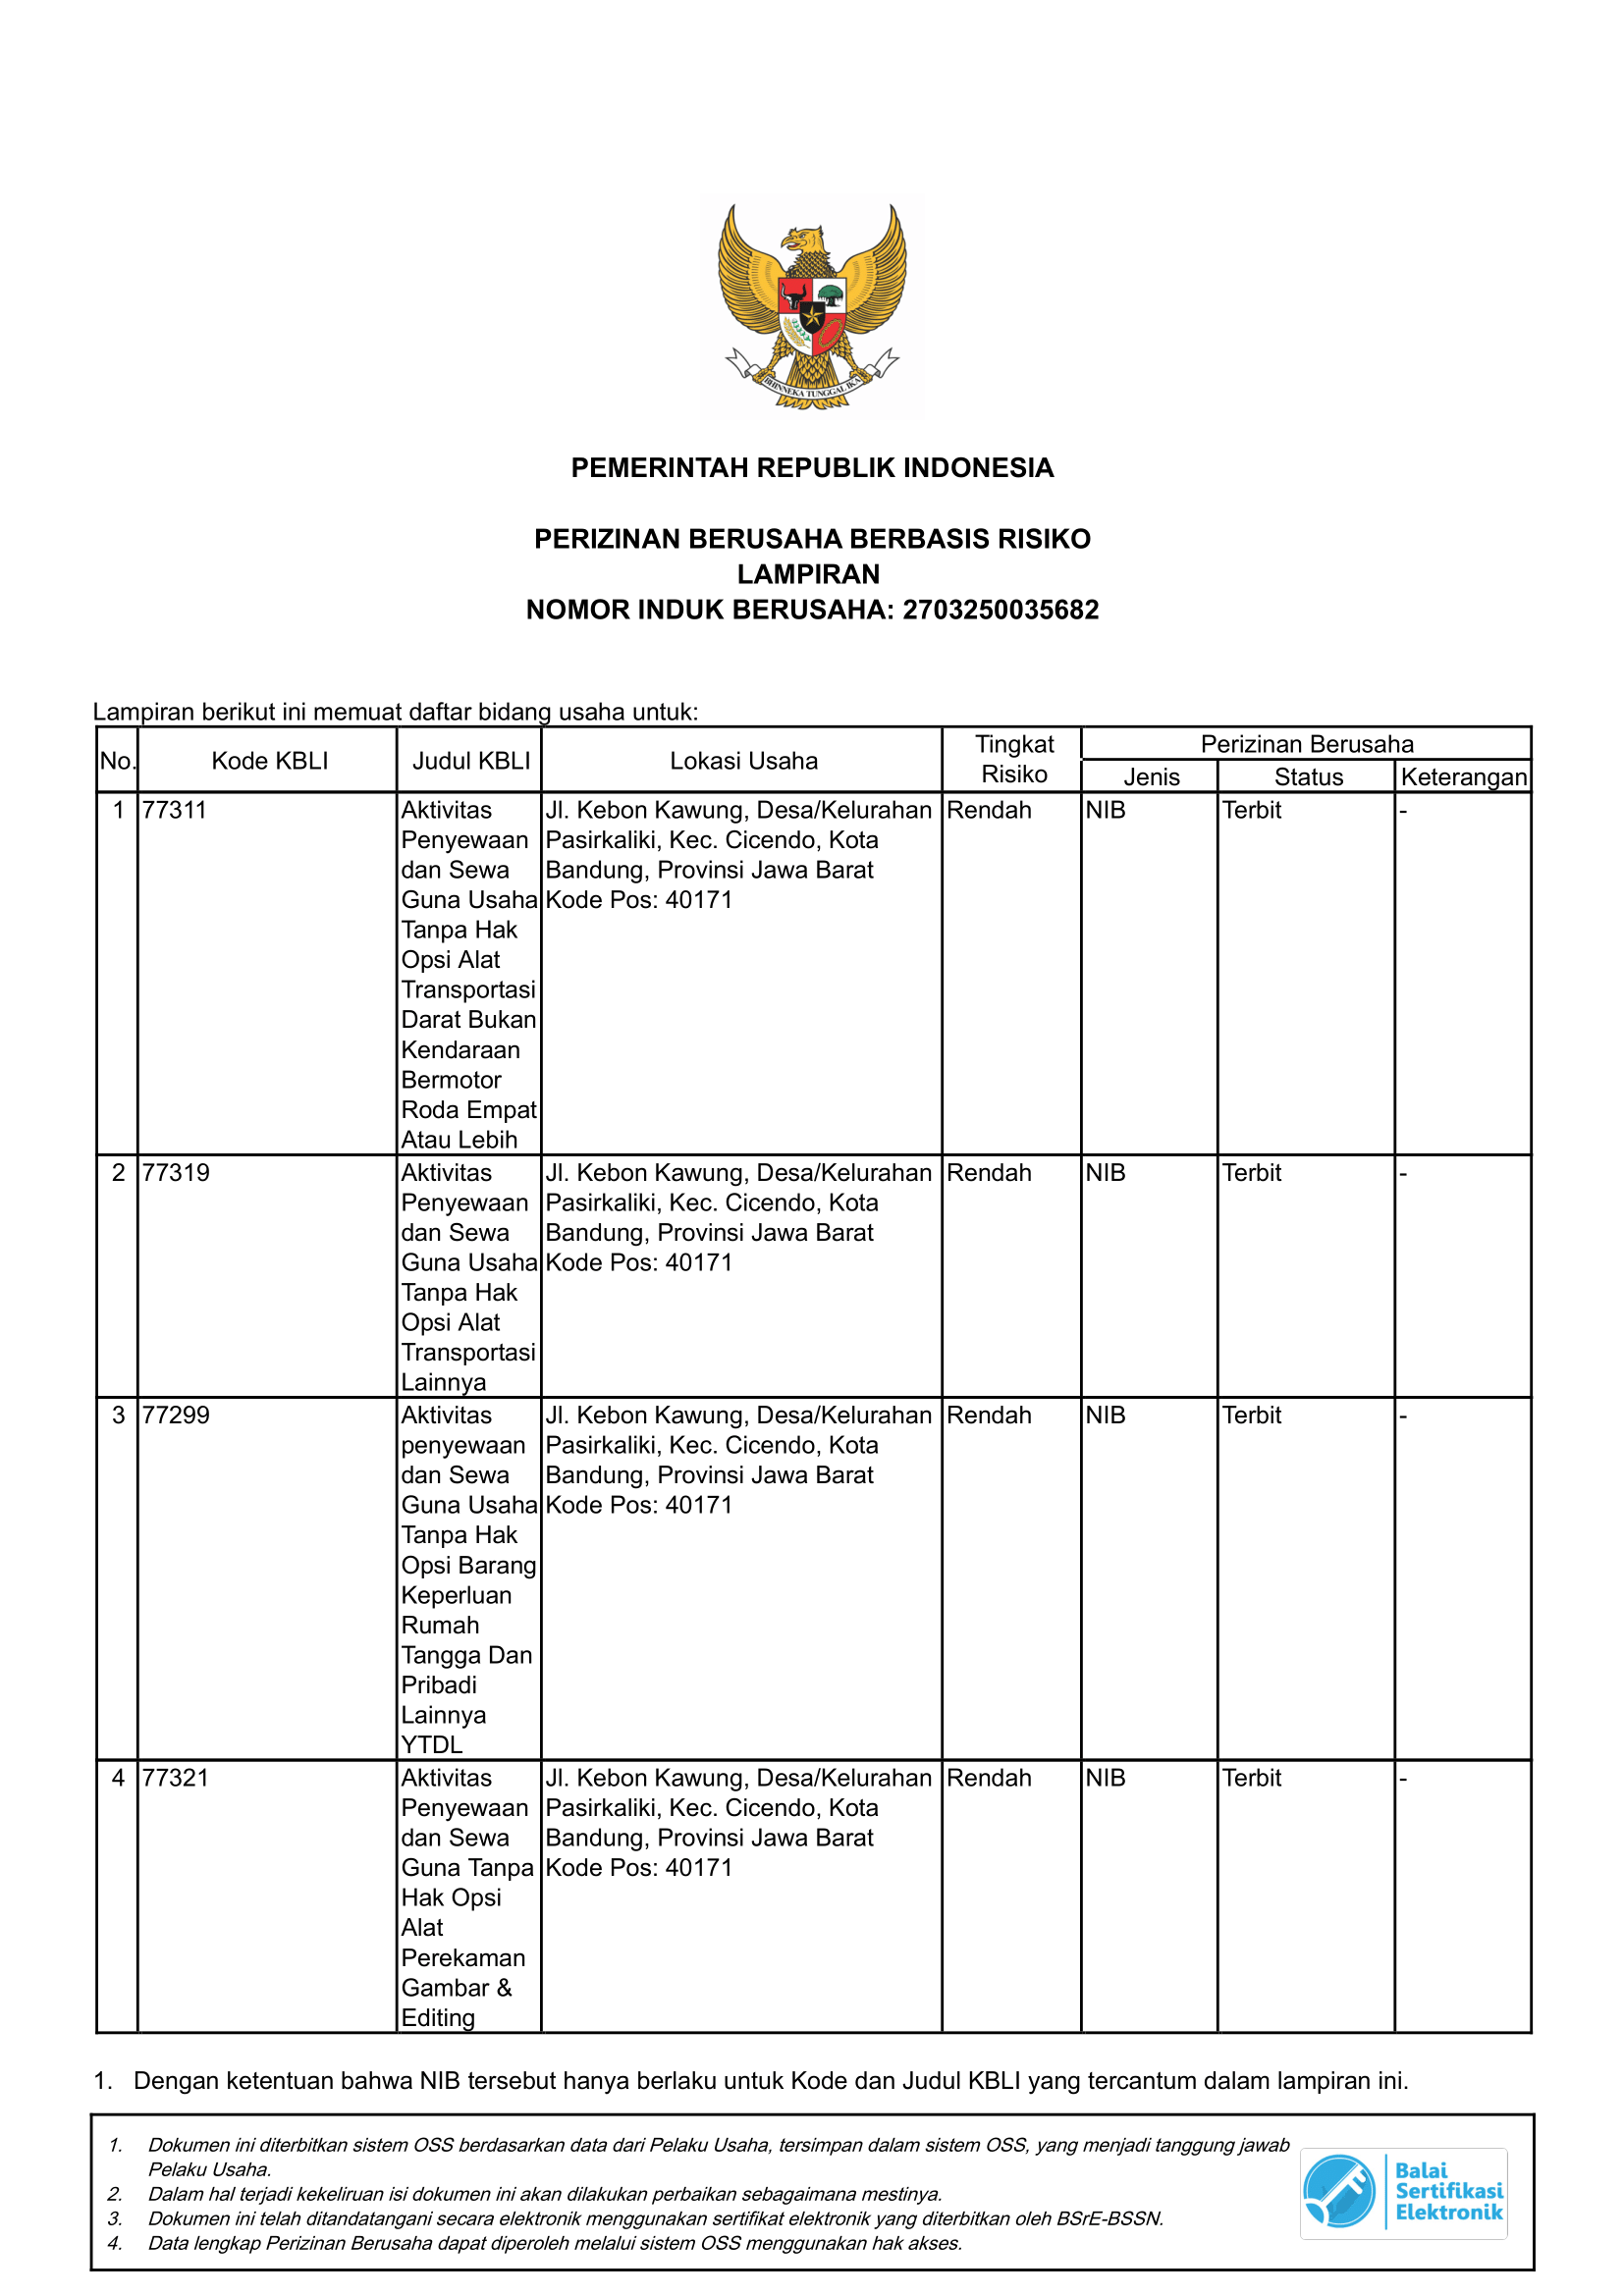 BHINNEKA TUNGGAL IKA
PEMERINTAH REPUBLIK INDONESIA
PERIZINAN BERUSAHA BERBASIS RISIKO
LAMPIRAN
NOMOR INDUK BERUSAHA: 2703250035682
Lampiran berikut ini memuat daftar bidang usaha untuk:
No. Kode KBLI Judul KBLI Lokasi Usaha Tingkat Risiko Perizinan Berusaha
Jenis Status Keterangan
1 77311 Aktivitas Jl. Kebon Kawung, Desa/Kelurahan Rendah NIB Terbit -
Penyewaan Pasirkaliki, Kec. Cicendo, Kota
dan Sewa Bandung, Provinsi Jawa Barat
Guna Usaha Kode Pos: 40171
Tanpa Hak
Opsi Alat
Transportasi
Darat Bukan
Kendaraan
Bermotor
Roda Empat
Atau Lebih
2 77319 Aktivitas Jl. Kebon Kawung, Desa/Kelurahan Rendah NIB Terbit -
Penyewaan Pasirkaliki, Kec. Cicendo, Kota
dan Sewa Bandung, Provinsi Jawa Barat
Guna Usaha Kode Pos: 40171
Tanpa Hak
Opsi Alat
Transportasi
Lainnya
3 77299 Aktivitas Jl. Kebon Kawung, Desa/Kelurahan Rendah NIB Terbit -
penyewaan Pasirkaliki, Kec. Cicendo, Kota
dan Sewa Bandung, Provinsi Jawa Barat
Guna Usaha Kode Pos: 40171
Tanpa Hak
Opsi Barang
Keperluan
Rumah
Tangga Dan
Pribadi
Lainnya
YTDL
4 77321 Aktivitas Jl. Kebon Kawung, Desa/Kelurahan Rendah NIB Terbit -
Penyewaan Pasirkaliki, Kec. Cicendo, Kota
dan Sewa Bandung, Provinsi Jawa Barat
Guna Tanpa Kode Pos: 40171
Hak Opsi
Alat
Perekaman
Gambar &
Editing
1. Dengan ketentuan bahwa NIB tersebut hanya berlaku untuk Kode dan Judul KBLI yang tercantum dalam lampiran ini.
1. Dokumen ini diterbitkan sistem OSS berdasarkan data dari Pelaku Usaha, tersimpan dalam sistem OSS, yang menjadi tanggung jawab
Pelaku Usaha.
2. Dalam hal terjadi kekeliruan isi dokumen ini akan dilakukan perbaikan sebagaimana mestinya.
3. Dokumen ini telah ditandatangani secara elektronik menggunakan sertifikat elektronik yang diterbitkan oleh BSrE-BSSN.
4. Data lengkap Perizinan Berusaha dapat diperoleh melalui sistem OSS menggunakan hak akses.
Balai
Sertifikasi
Elektronik